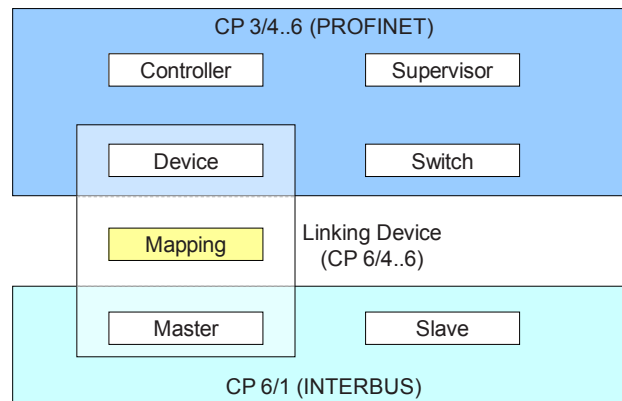 CP 3/4..6 (PROFINET)
Controller
Supervisor
Device
Switch
Mapping
Linking Device
(CP 6/4..6)
Master
Slave
CP 6/1 (INTERBUS)